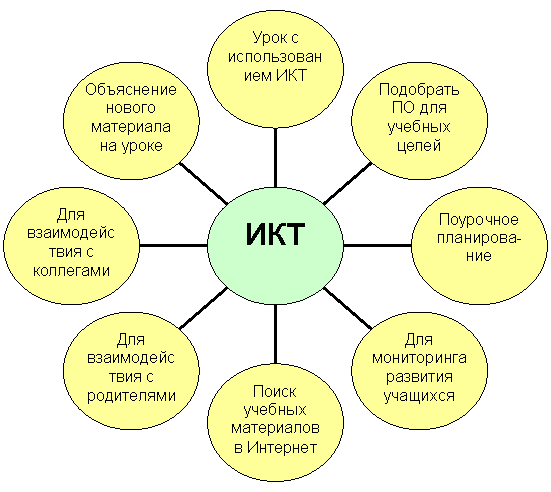 Урок с
использован
ием ИКТ
Подобрать
ПО для
учебных
целей
Поурочное
планирова-
ние
Для
мониторинга
развития
учащихся
Поиск
учебных
материалов
в Интернет
Для
взаимодейс
твия с
родителями
Для
взаимодейс
твия с
коллегами
Объяснение
нового
материала
на уроке
ИКТ